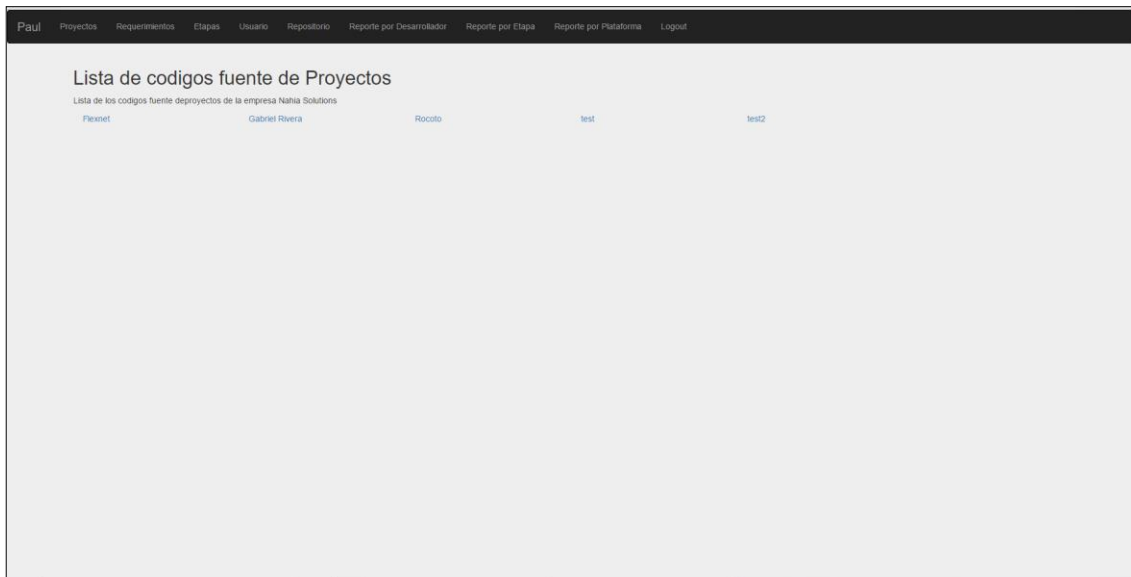 Paul Proyectos Requerimientos Etapas Usuario Repositorio Reporte por Desarrollador Reporte por Etapa Reporte por Plataforma Logout
Lista de codigos fuente de Proyectos
Lista de los codigos fuente deproyectos de la empresa Nahia Solutions
Flexnet Gabriel Rivera Rocoto test test2